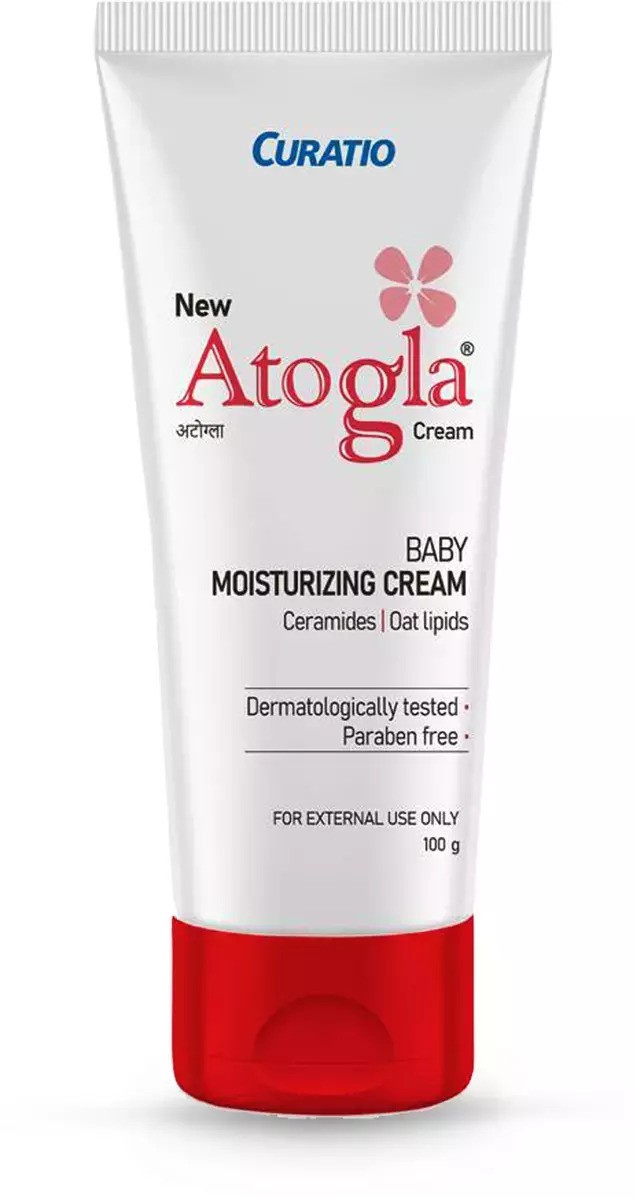 CURATIO
New
Atogla®
अटोग्ला Cream
BABY
MOISTURIZING CREAM
Ceramides | Oat lipids
Dermatologically tested •
Paraben free •
FOR EXTERNAL USE ONLY
100 g